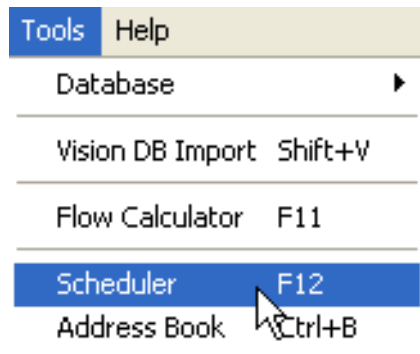 Tools Help
Database
Vision DB Import Shift+V
Flow Calculator F11
Scheduler F12
Address Book Ctrl+B